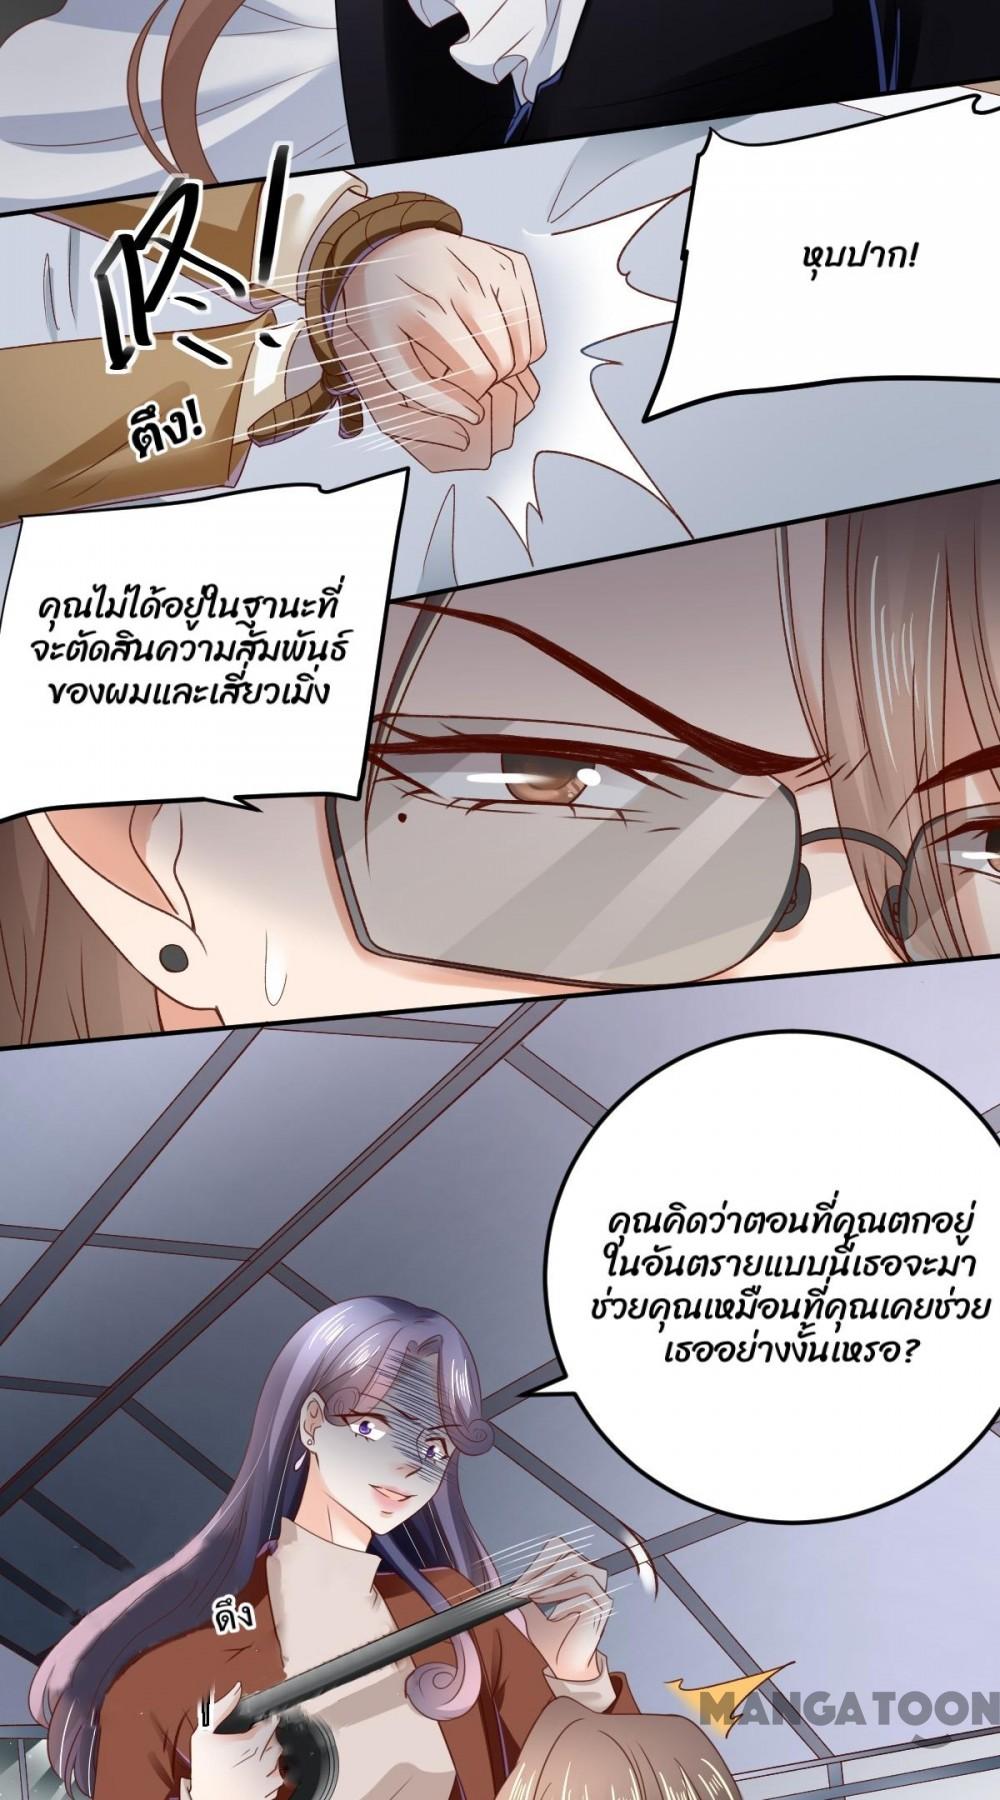 หุบปาก!
咚!
ตึง!
คุณไม่ได้อยู่ในฐานะที่
จะตัดสินความสัมพันธ์
ของผมและเสี่ยวเมิ่ง
คุณคิดว่าตอนที่คุณตกอยู่
ในอันตรายแบบนี้เธอจะมา
ช่วยคุณเหมือนที่คุณเคยช่วย
เธออย่างงั้นเหรอ?
ดึง
MANGATOON